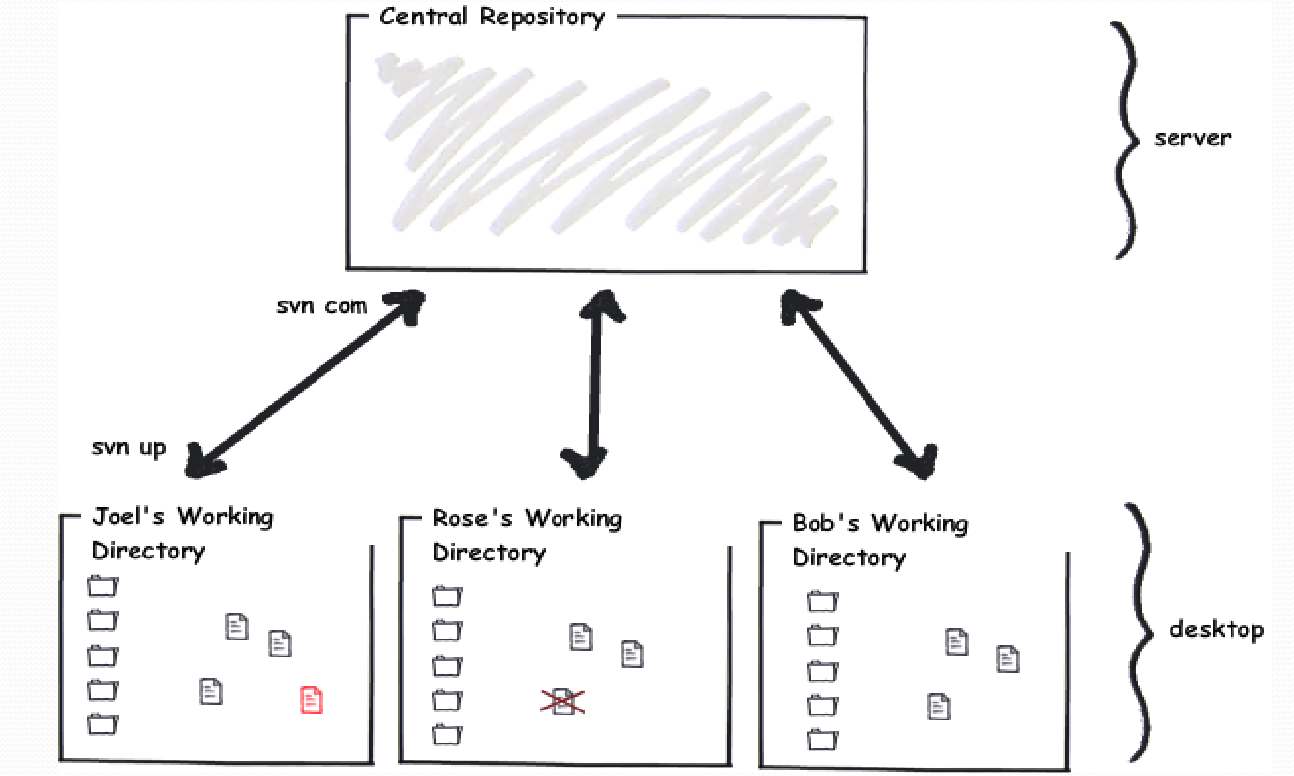 Central Repository
server
svn com
svn up
Joel's Working
Directory
Rose's Working
Directory
Bob's Working
Directory
desktop